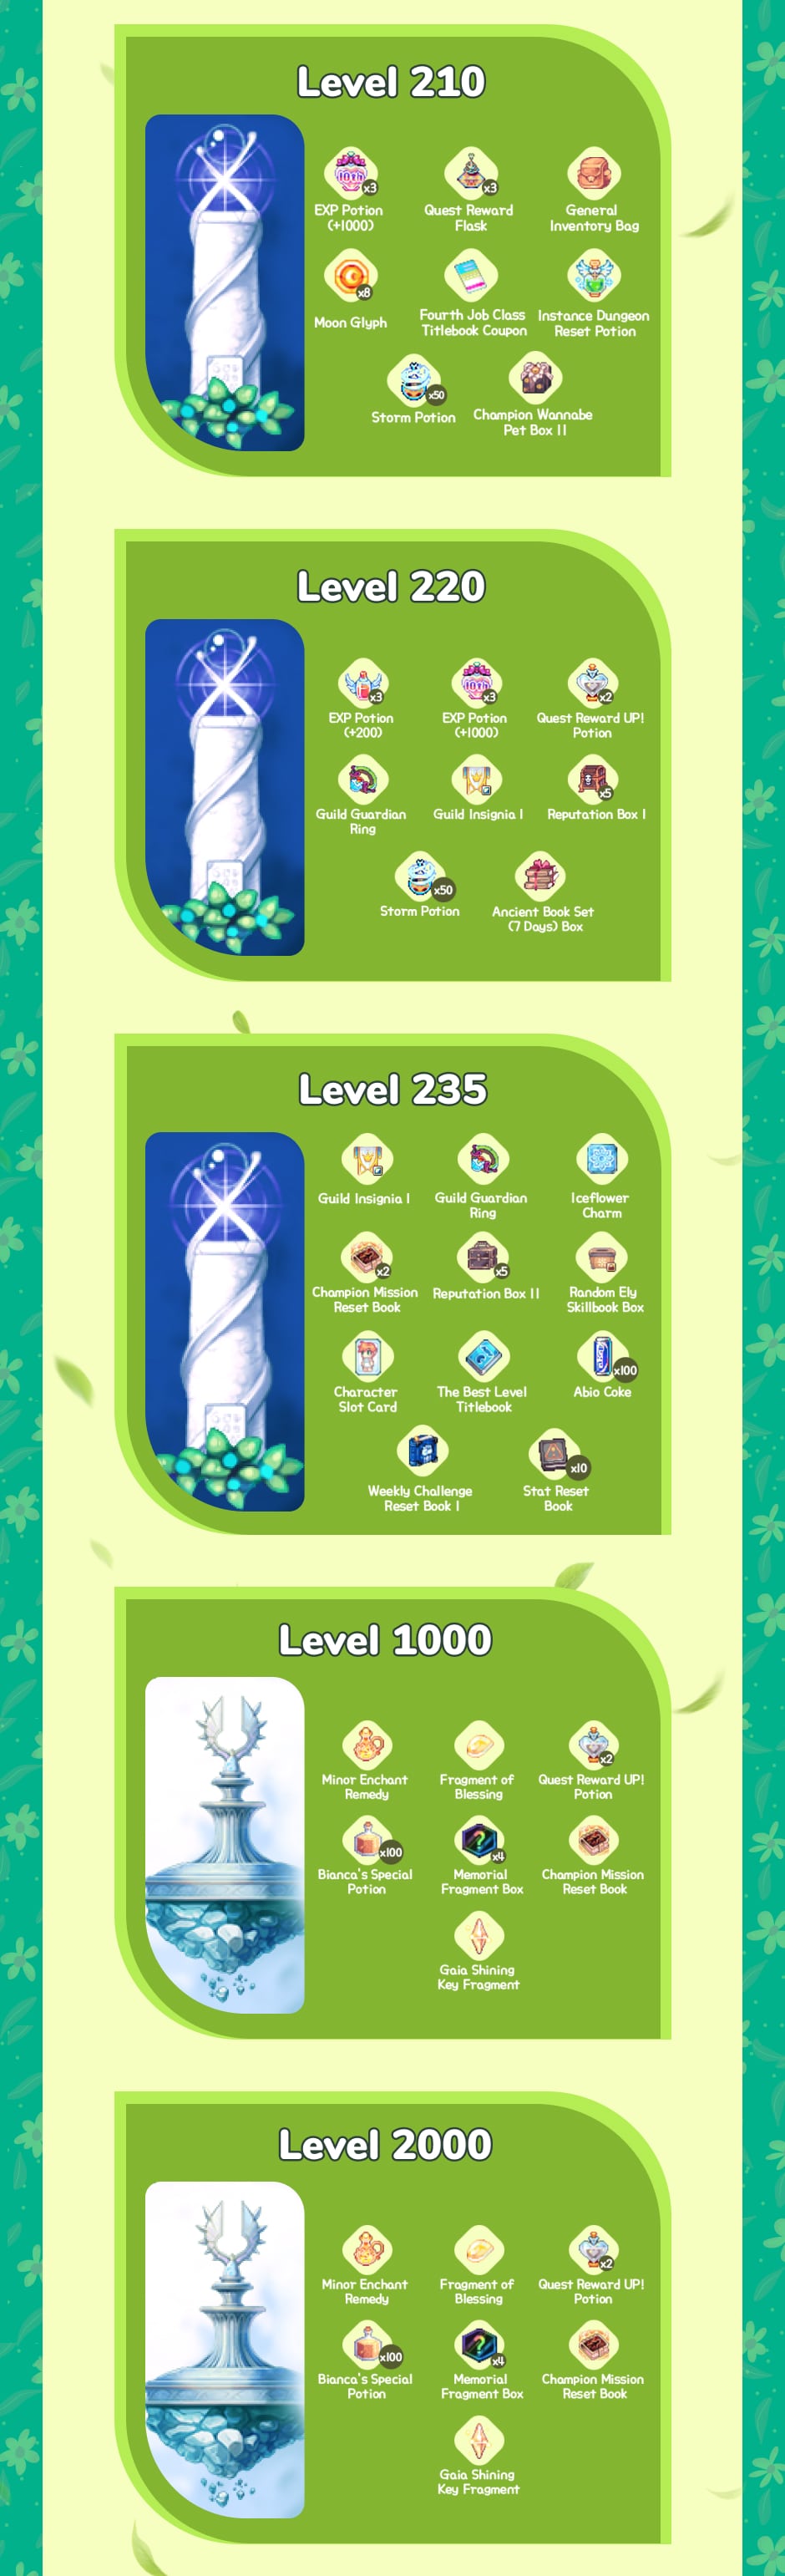 Level 210
x3
x3
EXP Potion
(+1000)
Quest Reward
Flask
General
Inventory Bag
x8
Moon Glyph
Fourth Job Class
Titlebook Coupon
Instance Dungeon
Reset Potion
x50
Storm Potion
Champion Wannabe
Pet Box II
Level 220
x3
x3
x2
EXP Potion
(+200)
EXP Potion
(+1000)
Quest Reward UP!
Potion
x5
Guild Guardian
Ring
Guild Insignia I
Reputation Box I
x50
Storm Potion
Ancient Book Set
(7 Days) Box
Level 235
Guild Insignia I
Guild Guardian
Ring
Iceflower
Charm
x2
x5
Champion Mission
Reset Book
Reputation Box II
Random Ely
Skillbook Box
x100
Character
Slot Card
The Best Level
Titlebook
Abio Coke
x10
Weekly Challenge
Reset Book I
Stat Reset
Book
Level 1000
x2
Minor Enchant
Remedy
Fragment of
Blessing
Quest Reward UP!
Potion
x100
x4
Bianca's Special
Potion
Memorial
Fragment Box
Champion Mission
Reset Book
Gaia Shining
Key Fragment
Level 2000
x2
Minor Enchant
Remedy
Fragment of
Blessing
Quest Reward UP!
Potion
x100
x4
Bianca's Special
Potion
Memorial
Fragment Box
Champion Mission
Reset Book
Gaia Shining
Key Fragment